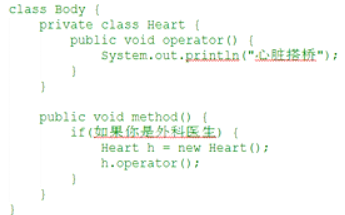 class Body {
private class Heart {
public void operator() {
System.out.println("心脏搭桥");
}
}
public void method() {
if(如果你是外科医生) {
Heart h = new Heart();
h.operator();
}
}
}